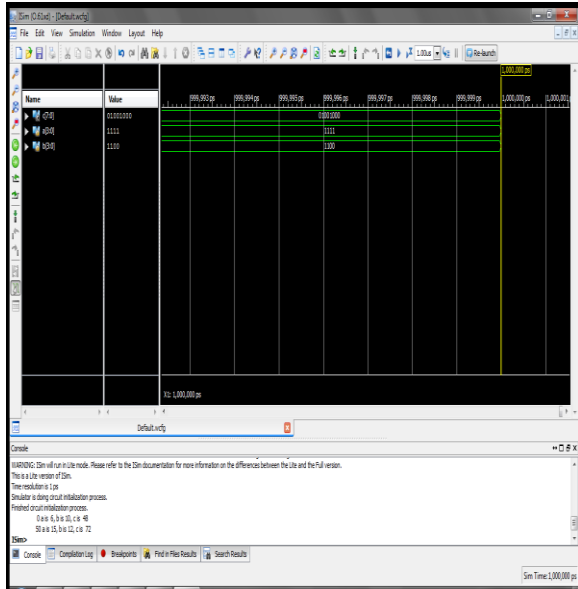 ISim (O.61xd) - [Default.wcfg]
File Edit View Simulation Window Layout Help
1.00us Re-launch
1,000,000 ps
Name Value 999,993 ps 999,994 ps 999,995 ps 999,996 ps 999,997 ps 999,998 ps 999,999 ps 1,000,000 ps 1,000,001
c[7:0] 01001000 01001000
a[3:0] 1111 1111
b[3:0] 1100 1100
X1: 1,000,000 ps
Default.wcfg
Console
WARNING: ISim will run in Lite mode. Please refer to the ISim documentation for more information on the differences between the Lite and the Full version.
This is a Lite version of ISim.
Time resolution is 1 ps
Simulator is doing circuit initialization process.
Finished circuit initialization process.
0 a is 6, b is 10, c is 48
50 a is 15, b is 12, c is 72
ISim>
Console Compilation Log Breakpoints Find in Files Results Search Results
Sim Time: 1,000,000 ps